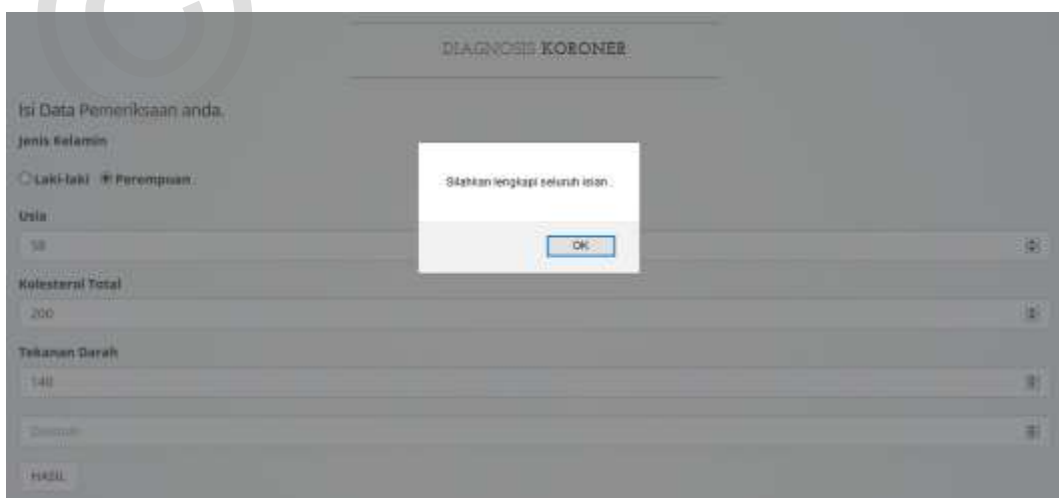 DIAGNOSIS KORONER
Isi Data Pemeriksaan anda.
Jenis Kelamin
Laki-laki Perempuan
Silahkan lengkapi seluruh isian.
OK
Usia
58
Kolesterol Total
200
Tekanan Darah
140
HASIL